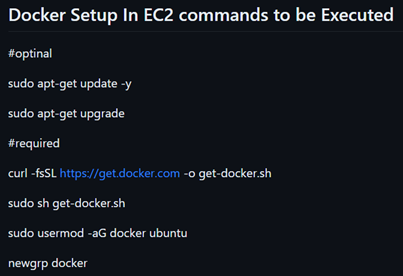 Docker Setup In EC2 commands to be Executed
#optinal
sudo apt-get update -y
sudo apt-get upgrade
#required
curl -fsSL https://get.docker.com -o get-docker.sh
sudo sh get-docker.sh
sudo usermod -aG docker ubuntu
newgrp docker